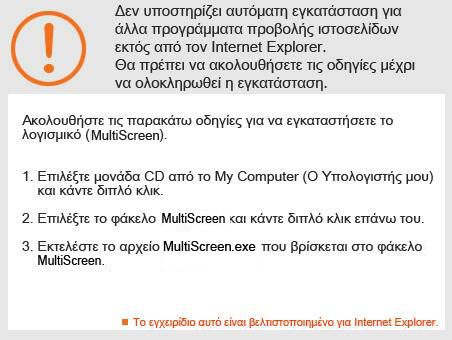 Δεν υποστηρίζει αυτόματη εγκατάσταση για
άλλα προγράμματα προβολής ιστοσελίδων
εκτός από τον Internet Explorer.
Θα πρέπει να ακολουθήσετε τις οδηγίες μέχρι
να ολοκληρωθεί η εγκατάσταση.
Ακολουθήστε τις παρακάτω οδηγίες για να εγκαταστήσετε το
λογισμικό (MultiScreen).
1. Επιλέξτε μονάδα CD από το My Computer (Ο Υπολογιστής μου)
και κάντε διπλό κλικ.
2. Επιλέξτε το φάκελο MultiScreen και κάντε διπλό κλικ επάνω του.
3. Εκτελέστε το αρχείο MultiScreen.exe που βρίσκεται στο φάκελο
MultiScreen.
Το εγχειρίδιο αυτό είναι βελτιστοποιημένο για Internet Explorer.